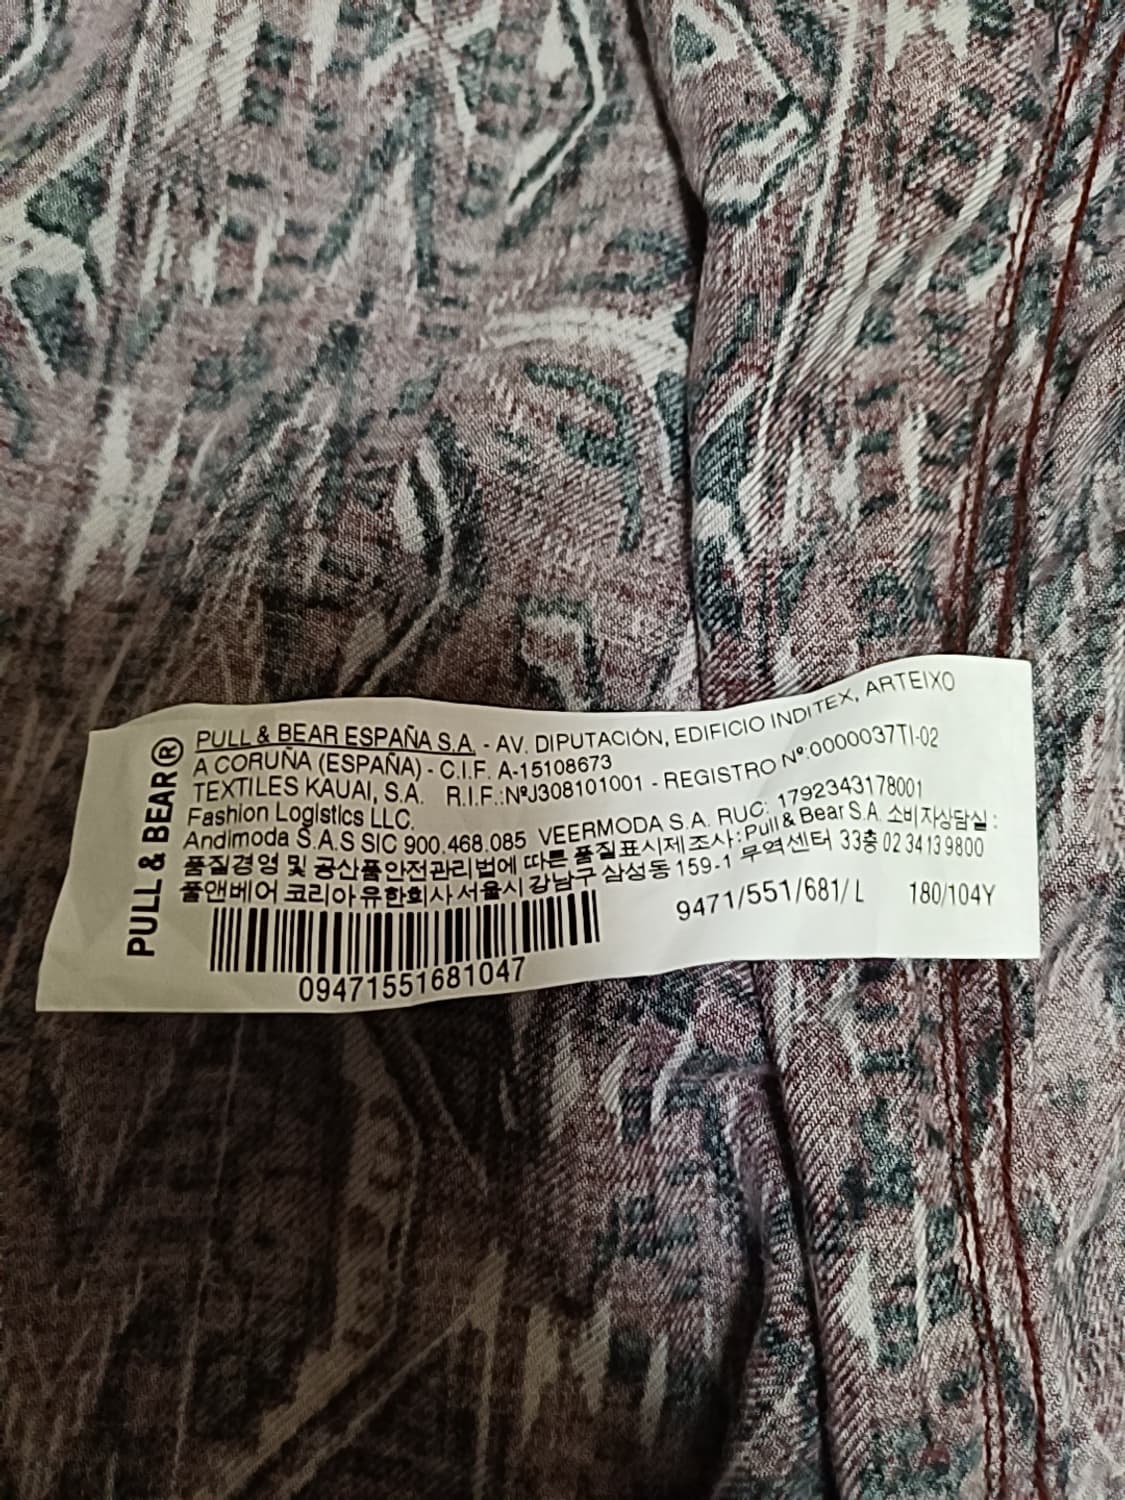 PULL & BEAR®
PULL & BEAR ESPAÑA S.A. - AV. DIPUTACIÓN, EDIFICIO INDITEX, ARTEIXO
A CORUÑA (ESPAÑA) - C.I.F. A-15108673
TEXTILES KAUAI, S.A. R.I.F.:NºJ308101001 - REGISTRO Nº:0000037TI-02
Fashion Logistics LLC.
Andimoda S.A.S SIC 900.468.085 VEERMODA S.A. RUC: 1792343178001
품질경영 및 공산품안전관리법에 따른 품질표시제조사:Pull & Bear S.A. 소비자상담실 :
풀앤베어 코리아유한회사 서울시 강남구 삼성동 159-1 무역센터 33층 02 3413 9800
9471/551/681/ L 180/104Y
09471551681047